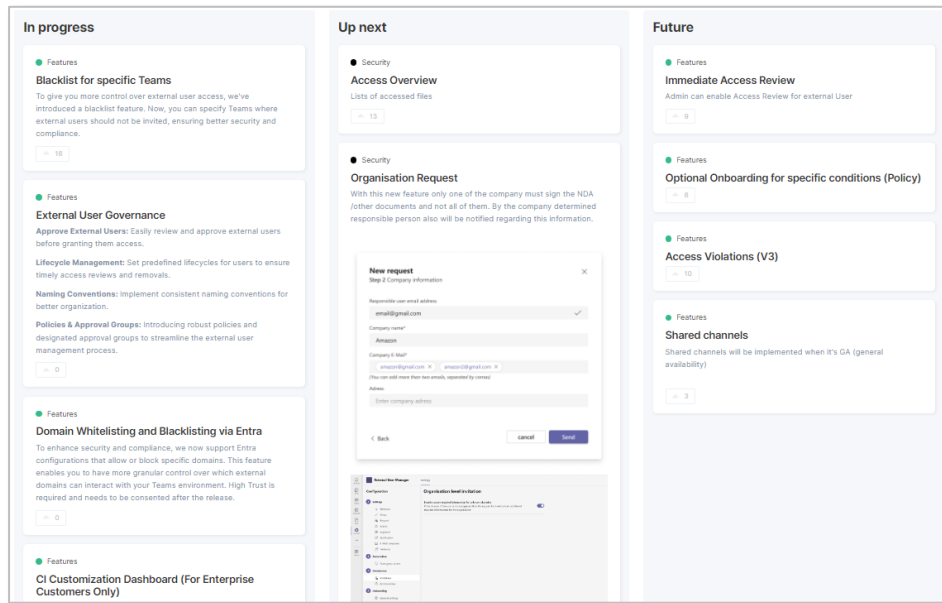 In progress
Features
Blacklist for specific Teams
To give you more control over external user access, we've
introduced a blacklist feature. Now, you can specify Teams where
external users should not be invited, ensuring better security and
compliance.
16
Features
External User Governance
Approve External Users: Easily review and approve external users
before granting them access.
Lifecycle Management: Set predefined lifecycles for users to ensure
timely access reviews and removals.
Naming Conventions: Implement consistent naming conventions for
better organization.
Policies & Approval Groups: Introducing robust policies and
designated approval groups to streamline the external user
management process.
0
Features
Domain Whitelisting and Blacklisting via Entra
To enhance security and compliance, we now support Entra
configurations that allow or block specific domains. This feature
enables you to have more granular control over which external
domains can interact with your Teams environment. High Trust is
required and needs to be consented after the release.
0
Features
CI Customization Dashboard (For Enterprise
Customers Only)
Up next
Security
Access Overview
Lists of accessed files
13
Security
Organisation Request
With this new feature only one of the company must sign the NDA
/other documents and not all of them. By the company determined
responsible person also will be notified regarding this information.
New request
Step 2 Company information
Responsible user email address
email@gmail.com
Company name*
Amazon
Company E-Mail*
amazon@gmail.com × amazon2@gmail.com ×
(You can add more than two emails, separated by comas)
Adress
Enter company adress
< Back
cancel
Send
External User Manager
Configuration
Organisation level invitation
Future
Features
Immediate Access Review
Admin can enable Access Review for external User
9
Features
Optional Onboarding for specific conditions (Policy)
6
Features
Access Violations (V3)
10
Features
Shared channels
Shared channels will be implemented when it's GA (general
availability)
3